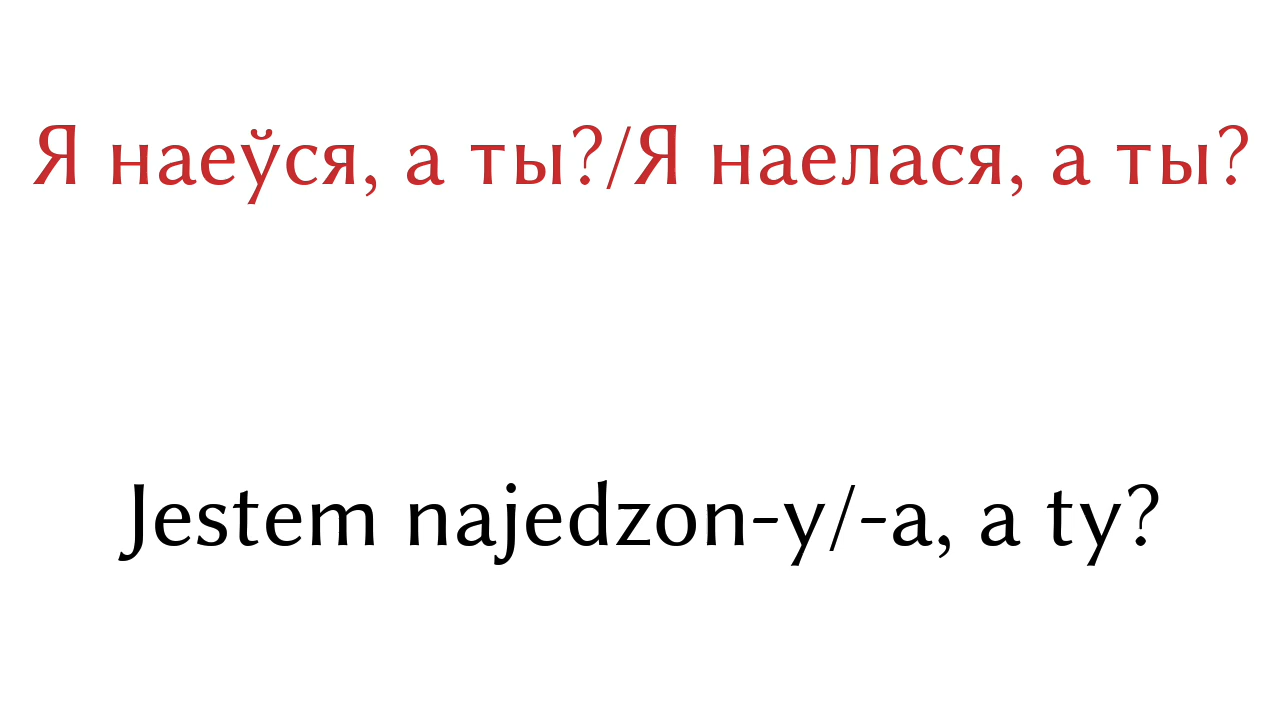 Я наеўся, а ты?/Я наелася, а ты?
Jestem najedzon-y/-a, a ty?